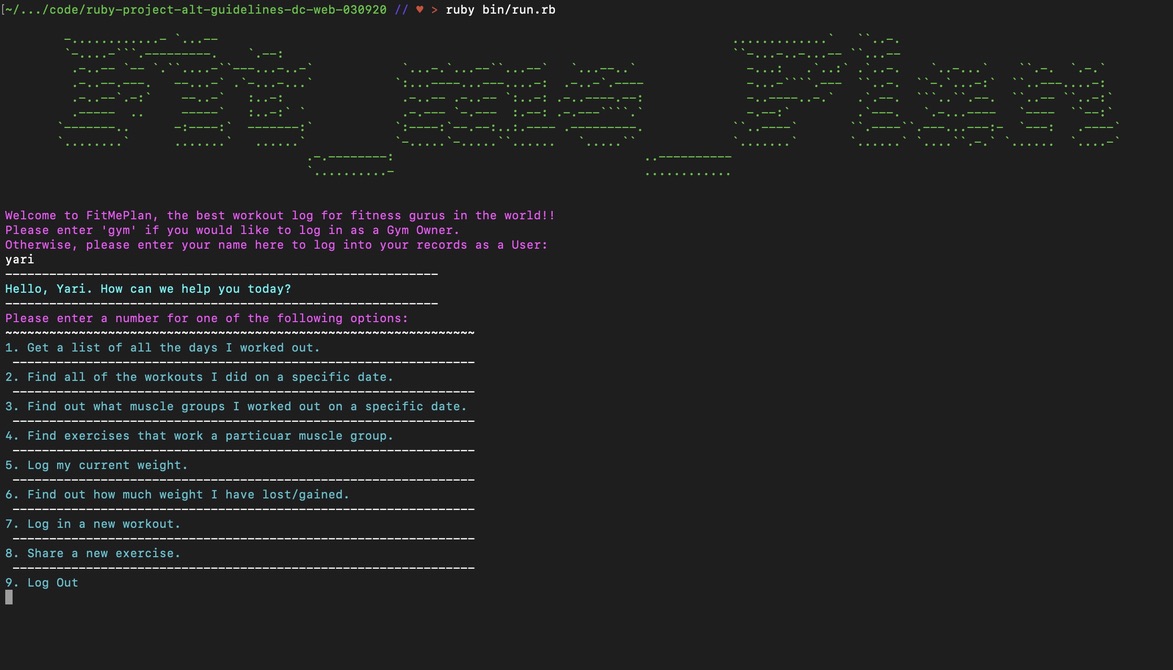 [~/.../code/ruby-project-alt-guidelines-dc-web-030920 // ♥ > ruby bin/run.rb
Fit_me_Plan
Welcome to FitMePlan, the best workout log for fitness gurus in the world!!
Please enter 'gym' if you would like to log in as a Gym Owner.
Otherwise, please enter your name here to log into your records as a User:
yari
Hello, Yari. How can we help you today?
Please enter a number for one of the following options:
1. Get a list of all the days I worked out.
2. Find all of the workouts I did on a specific date.
3. Find out what muscle groups I worked out on a specific date.
4. Find exercises that work a particuar muscle group.
5. Log my current weight.
6. Find out how much weight I have lost/gained.
7. Log in a new workout.
8. Share a new exercise.
9. Log Out